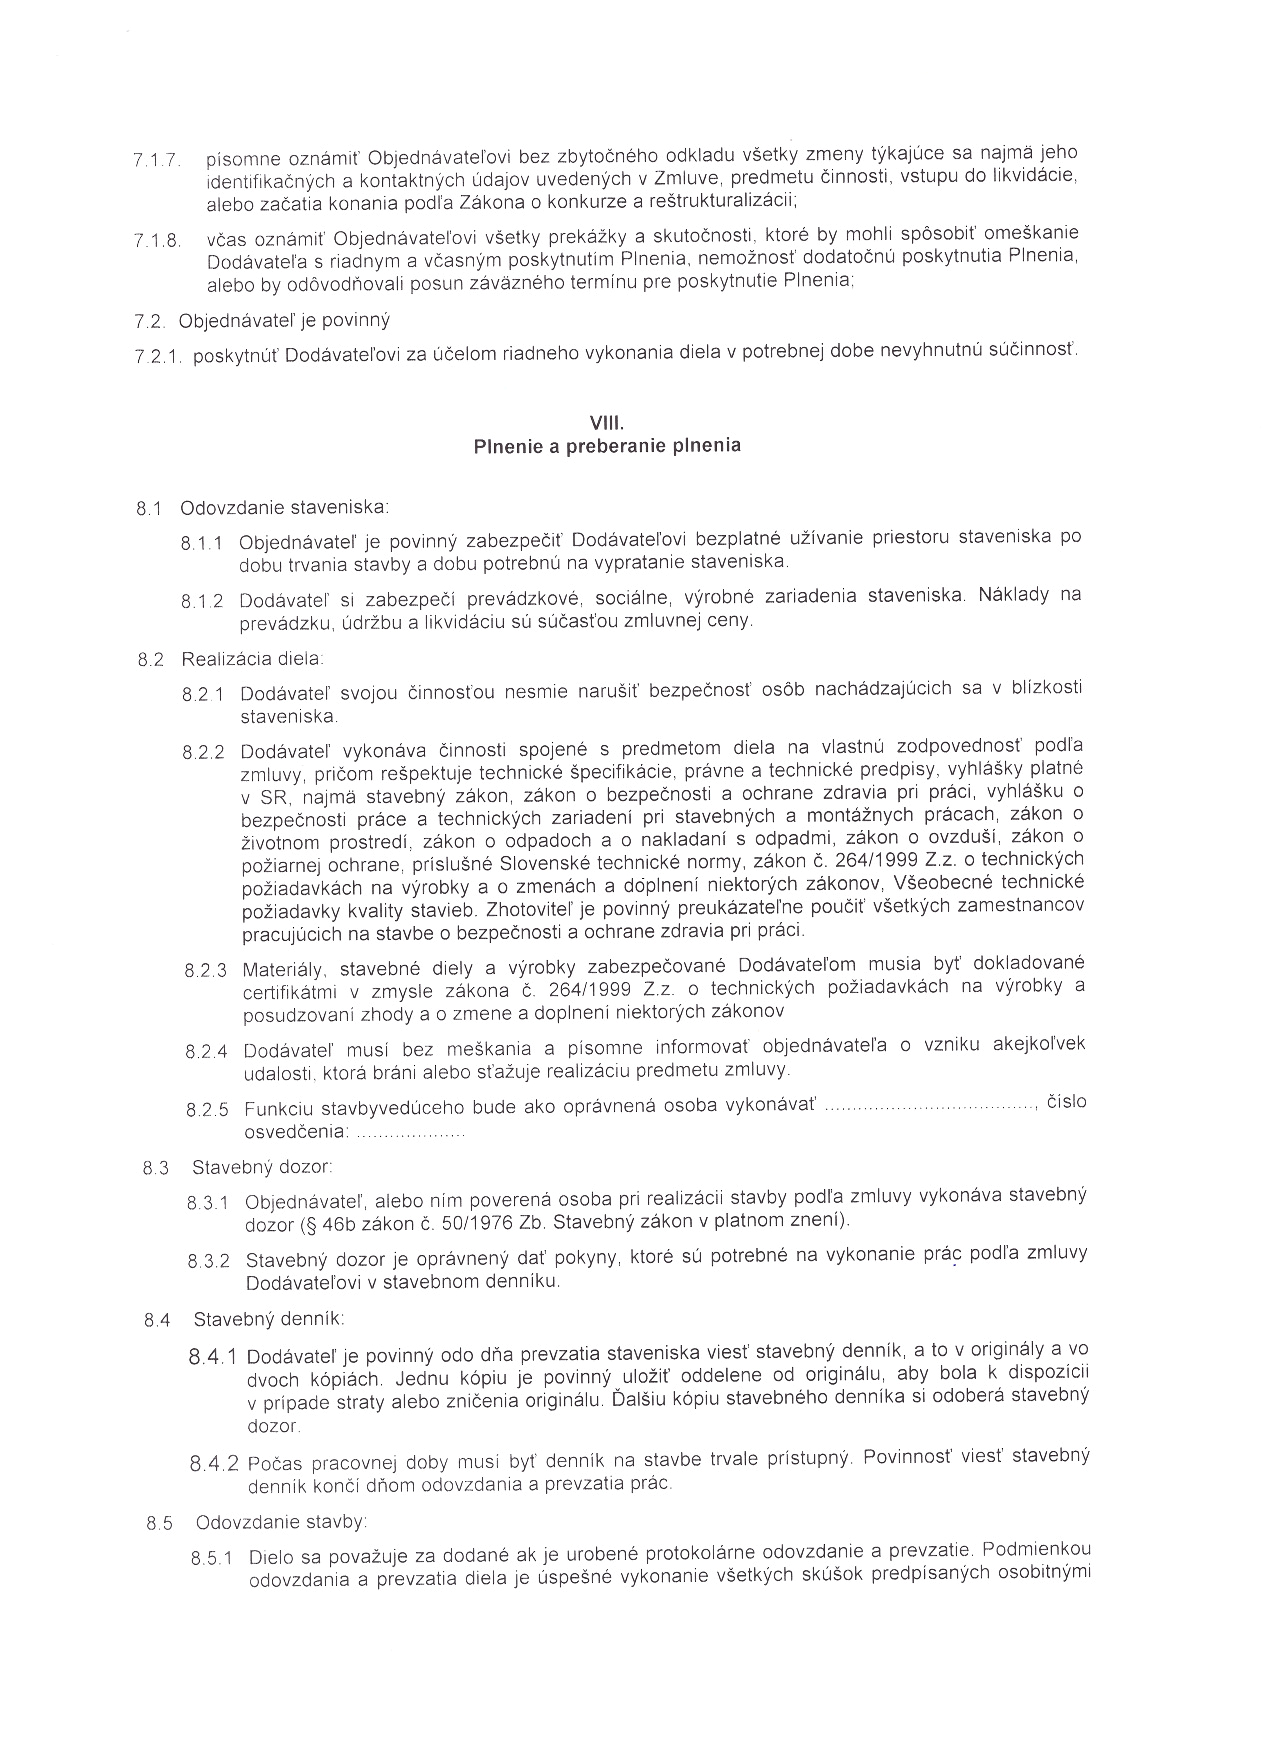 7.1.7. písomne oznámiť Objednávateľovi bez zbytočného odkladu všetky zmeny týkajúce sa najmä jeho
identifikačných a kontaktných údajov uvedených v Zmluve, predmetu činnosti, vstupu do likvidácie,
alebo začatia konania podľa Zákona o konkurze a reštrukturalizácii;
7.1.8. včas oznámiť Objednávateľovi všetky prekážky a skutočnosti, ktoré by mohli spôsobiť omeškanie
Dodávateľa s riadnym a včasným poskytnutím Plnenia, nemožnosť dodatočnú poskytnutia Plnenia,
alebo by odôvodňovali posun záväzného termínu pre poskytnutie Plnenia;
7.2. Objednávateľ je povinný
7.2.1. poskytnúť Dodávateľovi za účelom riadneho vykonania diela v potrebnej dobe nevyhnutnú súčinnosť.
VIII.
Plnenie a preberanie plnenia
8.1 Odovzdanie staveniska:
8.1.1 Objednávateľ je povinný zabezpečiť Dodávateľovi bezplatné užívanie priestoru staveniska po
dobu trvania stavby a dobu potrebnú na vypratanie staveniska.
8.1.2 Dodávateľ si zabezpečí prevádzkové, sociálne, výrobné zariadenia staveniska. Náklady na
prevádzku, údržbu a likvidáciu sú súčasťou zmluvnej ceny.
8.2 Realizácia diela:
8.2.1 Dodávateľ svojou činnosťou nesmie narušiť bezpečnosť osôb nachádzajúcich sa v blízkosti
staveniska.
8.2.2 Dodávateľ vykonáva činnosti spojené s predmetom diela na vlastnú zodpovednosť podľa
zmluvy, pričom rešpektuje technické špecifikácie, právne a technické predpisy, vyhlášky platné
v SR, najmä stavebný zákon, zákon o bezpečnosti a ochrane zdravia pri práci, vyhlášku o
bezpečnosti práce a technických zariadení pri stavebných a montážnych prácach, zákon o
životnom prostredí, zákon o odpadoch a o nakladaní s odpadmi, zákon o ovzduší, zákon o
požiarnej ochrane, príslušné Slovenské technické normy, zákon č. 264/1999 Z.z. o technických
požiadavkách na výrobky a o zmenách a doplnení niektorých zákonov, Všeobecné technické
požiadavky kvality stavieb. Zhotoviteľ je povinný preukázateľne poučiť všetkých zamestnancov
pracujúcich na stavbe o bezpečnosti a ochrane zdravia pri práci.
8.2.3 Materiály, stavebné diely a výrobky zabezpečované Dodávateľom musia byť dokladované
certifikátmi v zmysle zákona č. 264/1999 Z.z. o technických požiadavkách na výrobky a
posudzovaní zhody a o zmene a doplnení niektorých zákonov
8.2.4 Dodávateľ musí bez meškania a písomne informovať objednávateľa o vzniku akejkoľvek
udalosti, ktorá bráni alebo sťažuje realizáciu predmetu zmluvy.
8.2.5 Funkciu stavbyvedúceho bude ako oprávnená osoba vykonávať ......................................, číslo
osvedčenia: ....................
8.3 Stavebný dozor:
8.3.1 Objednávateľ, alebo ním poverená osoba pri realizácii stavby podľa zmluvy vykonáva stavebný
dozor (§ 46b zákon č. 50/1976 Zb. Stavebný zákon v platnom znení).
8.3.2 Stavebný dozor je oprávnený dať pokyny, ktoré sú potrebné na vykonanie prác podľa zmluvy
Dodávateľovi v stavebnom denníku.
8.4 Stavebný denník:
8.4.1 Dodávateľ je povinný odo dňa prevzatia staveniska viesť stavebný denník, a to v originály a vo
dvoch kópiách. Jednu kópiu je povinný uložiť oddelene od originálu, aby bola k dispozícii
v prípade straty alebo zničenia originálu. Ďalšiu kópiu stavebného denníka si odoberá stavebný
dozor.
8.4.2 Počas pracovnej doby musí byť denník na stavbe trvale prístupný. Povinnosť viesť stavebný
denník končí dňom odovzdania a prevzatia prác.
8.5 Odovzdanie stavby:
8.5.1 Dielo sa považuje za dodané ak je urobené protokolárne odovzdanie a prevzatie. Podmienkou
odovzdania a prevzatia diela je úspešné vykonanie všetkých skúšok predpísaných osobitnými